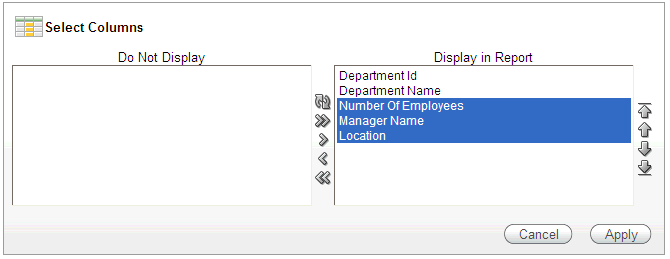 Select Columns
Do Not Display
Display in Report
Department Id
Department Name
Number Of Employees
Manager Name
Location
Cancel
Apply